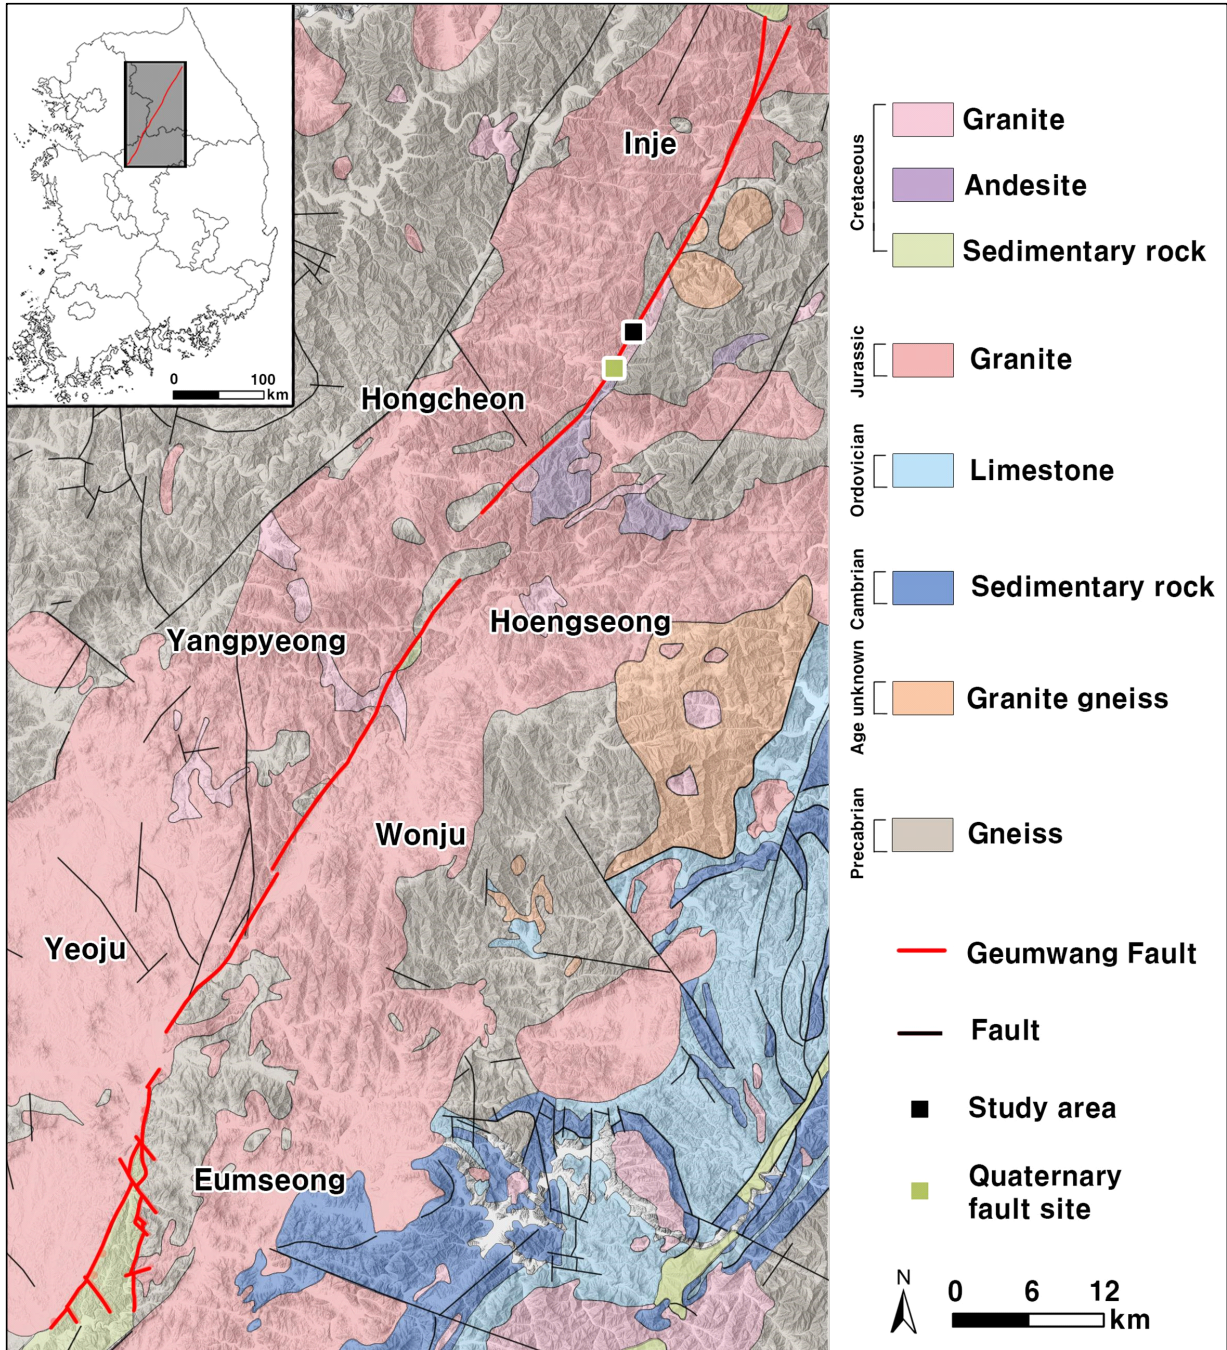 0 100
km
Inje
Hongcheon
Yangpyeong
Hoengseong
Wonju
Yeoju
Eumseong
Cretaceous
Granite
Andesite
Sedimentary rock
Jurassic
Granite
Ordovician
Limestone
Cambrian
Sedimentary rock
Age unknown
Granite gneiss
Precabrian
Gneiss
Geumwang Fault
Fault
Study area
Quaternary
fault site
N
0 6 12
km